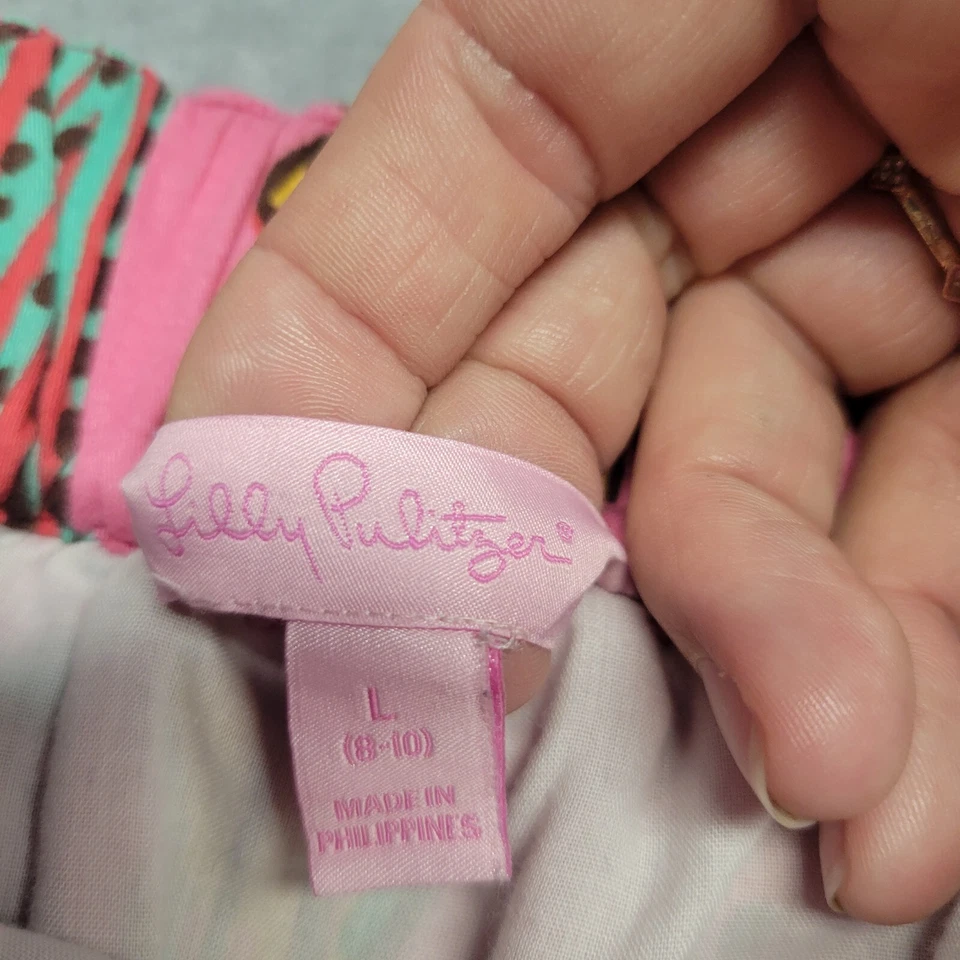 Lilly Pulitzer®
L
(8-10)
MADE IN
PHILIPPINES